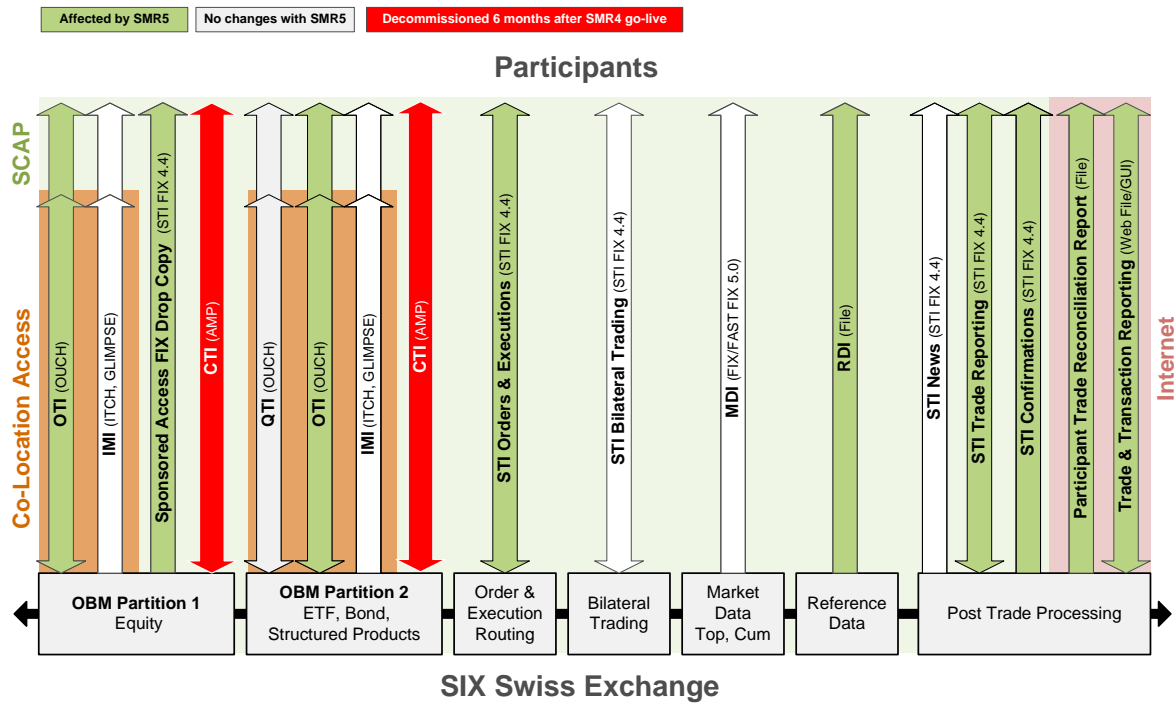 Affected by SMR5
No changes with SMR5
Decommissioned 6 months after SMR4 go-live
Participants
SCAP
Co-Location Access
Internet
OTI (OUCH)
IMI (ITCH, GLIMPSE)
Sponsored Access FIX Drop Copy (STI FIX 4.4)
CTI (AMP)
QTI (OUCH)
OTI (OUCH)
IMI (ITCH, GLIMPSE)
CTI (AMP)
STI Orders & Executions (STI FIX 4.4)
STI Bilateral Trading (STI FIX 4.4)
MDI (FIX/FAST FIX 5.0)
RDI (File)
STI News (STI FIX 4.4)
STI Trade Reporting (STI FIX 4.4)
STI Confirmations (STI FIX 4.4)
Participant Trade Reconciliation Report (File)
Trade & Transaction Reporting (Web File/GUI)
OBM Partition 1
Equity
OBM Partition 2
ETF, Bond,
Structured Products
Order &
Execution
Routing
Bilateral
Trading
Market
Data
Top, Cum
Reference
Data
Post Trade Processing
SIX Swiss Exchange